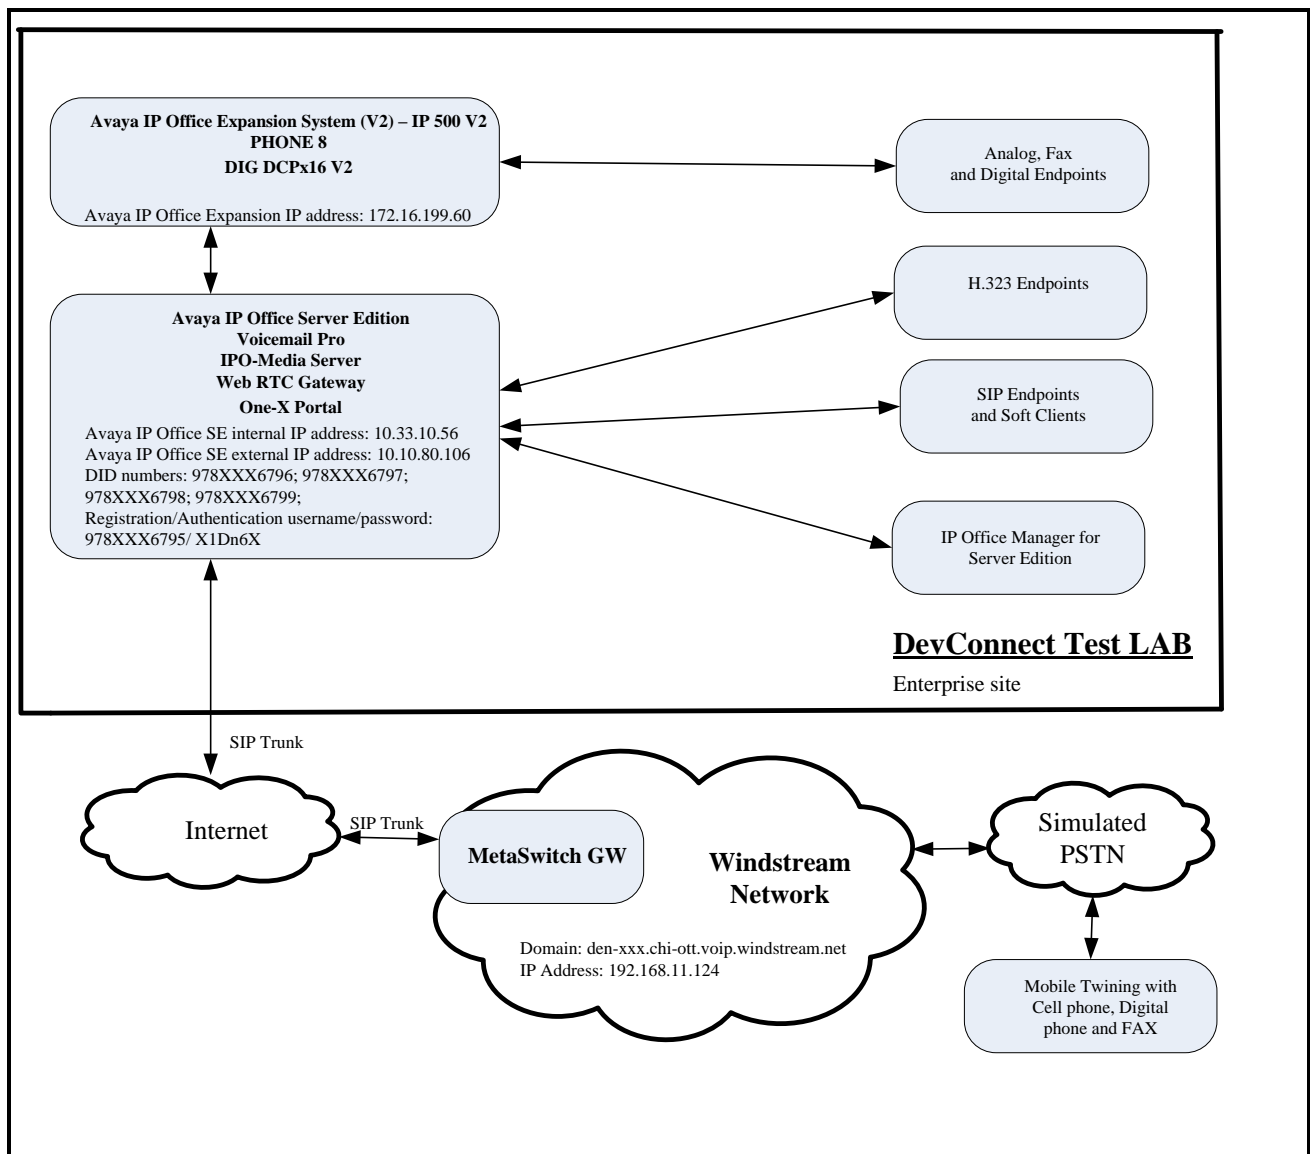 Avaya IP Office Expansion System (V2) – IP 500 V2
PHONE 8
DIG DCPx16 V2
Avaya IP Office Expansion IP address: 172.16.199.60
Analog, Fax
and Digital Endpoints
H.323 Endpoints
Avaya IP Office Server Edition
Voicemail Pro
IPO-Media Server
Web RTC Gateway
One-X Portal
Avaya IP Office SE internal IP address: 10.33.10.56
Avaya IP Office SE external IP address: 10.10.80.106
DID numbers: 978XXX6796; 978XXX6797;
978XXX6798; 978XXX6799;
Registration/Authentication username/password:
978XXX6795/ X1Dn6X
SIP Endpoints
and Soft Clients
IP Office Manager for
Server Edition
DevConnect Test LAB
Enterprise site
SIP Trunk
Internet
SIP Trunk
MetaSwitch GW
Windstream
Network
Domain: den-xxx.chi-ott.voip.windstream.net
IP Address: 192.168.11.124
Simulated
PSTN
Mobile Twining with
Cell phone, Digital
phone and FAX